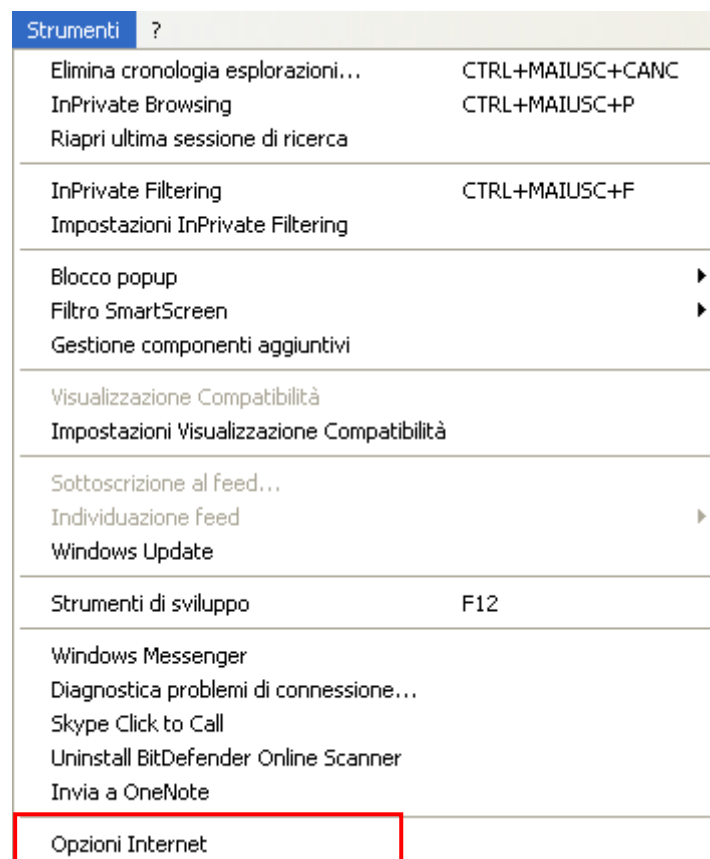 Strumenti ?
Elimina cronologia esplorazioni... CTRL+MAIUSC+CANC
InPrivate Browsing CTRL+MAIUSC+P
Riapri ultima sessione di ricerca
InPrivate Filtering CTRL+MAIUSC+F
Impostazioni InPrivate Filtering
Blocco popup
Filtro SmartScreen
Gestione componenti aggiuntivi
Visualizzazione Compatibilità
Impostazioni Visualizzazione Compatibilità
Sottoscrizione al feed...
Individuazione feed
Windows Update
Strumenti di sviluppo F12
Windows Messenger
Diagnostica problemi di connessione...
Skype Click to Call
Uninstall BitDefender Online Scanner
Invia a OneNote
Opzioni Internet